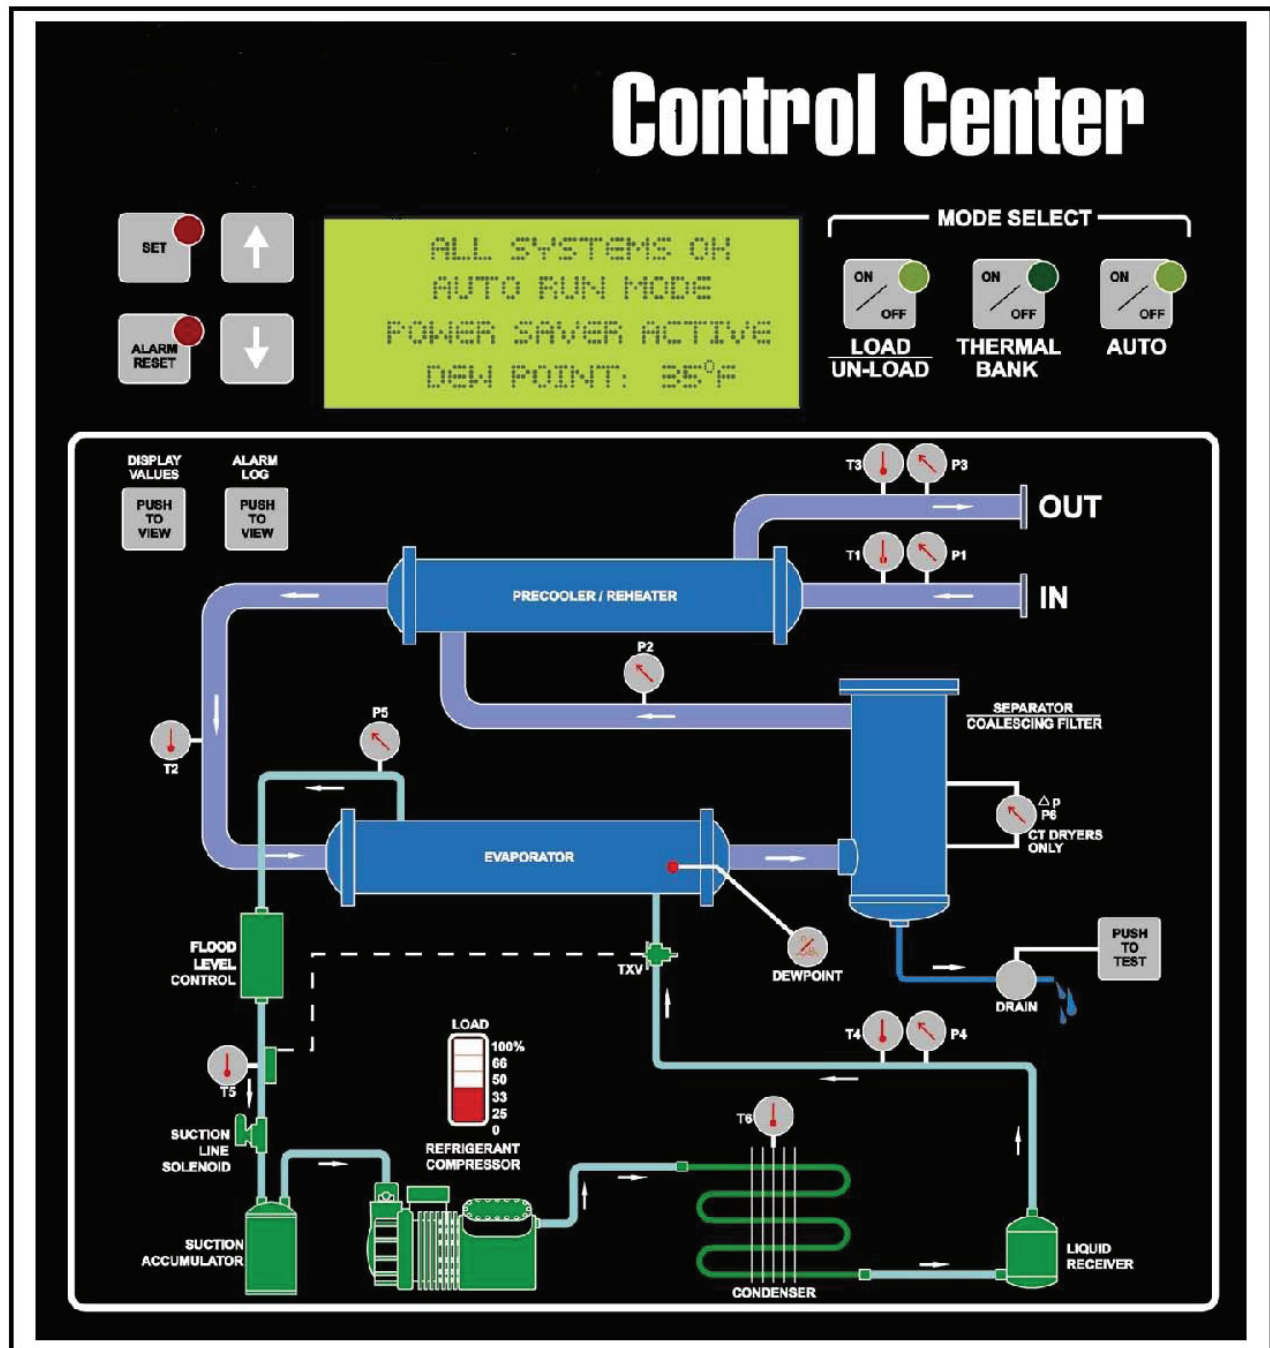 Control Center
SET
ALARM
RESET
ALL SYSTEMS OK
AUTO RUN MODE
POWER SAVER ACTIVE
DEW POINT: 35°F
MODE SELECT
ON
OFF
LOAD
UN-LOAD
ON
OFF
THERMAL
BANK
ON
OFF
AUTO
DISPLAY
VALUES
PUSH
TO
VIEW
ALARM
LOG
PUSH
TO
VIEW
T3
P3
OUT
T1
P1
IN
PRECOOLER / REHEATER
P2
SEPARATOR
COALESCING FILTER
P5
T2
Δp
P6
CT DRYERS
ONLY
EVAPORATOR
FLOOD
LEVEL
CONTROL
TXV
DEWPOINT
PUSH
TO
TEST
DRAIN
LOAD
100%
66
50
33
25
0
T4
P4
T5
T6
SUCTION
LINE
SOLENOID
REFRIGERANT
COMPRESSOR
SUCTION
ACCUMULATOR
CONDENSER
LIQUID
RECEIVER